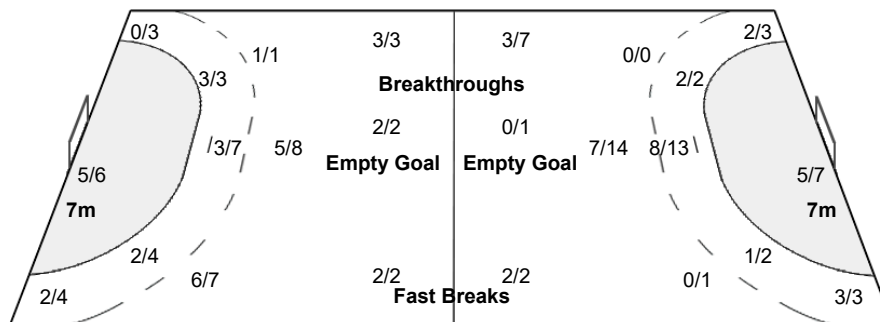 0/3 2/3
1/1 3/3 3/7 0/0
3/3 2/2
Breakthroughs
2/2 0/1
3/7 5/8 7/14 8/13
Empty Goal Empty Goal
5/6 5/7
7m 7m
2/4 1/2
6/7 2/2 2/2 0/1
2/4 Fast Breaks 3/3